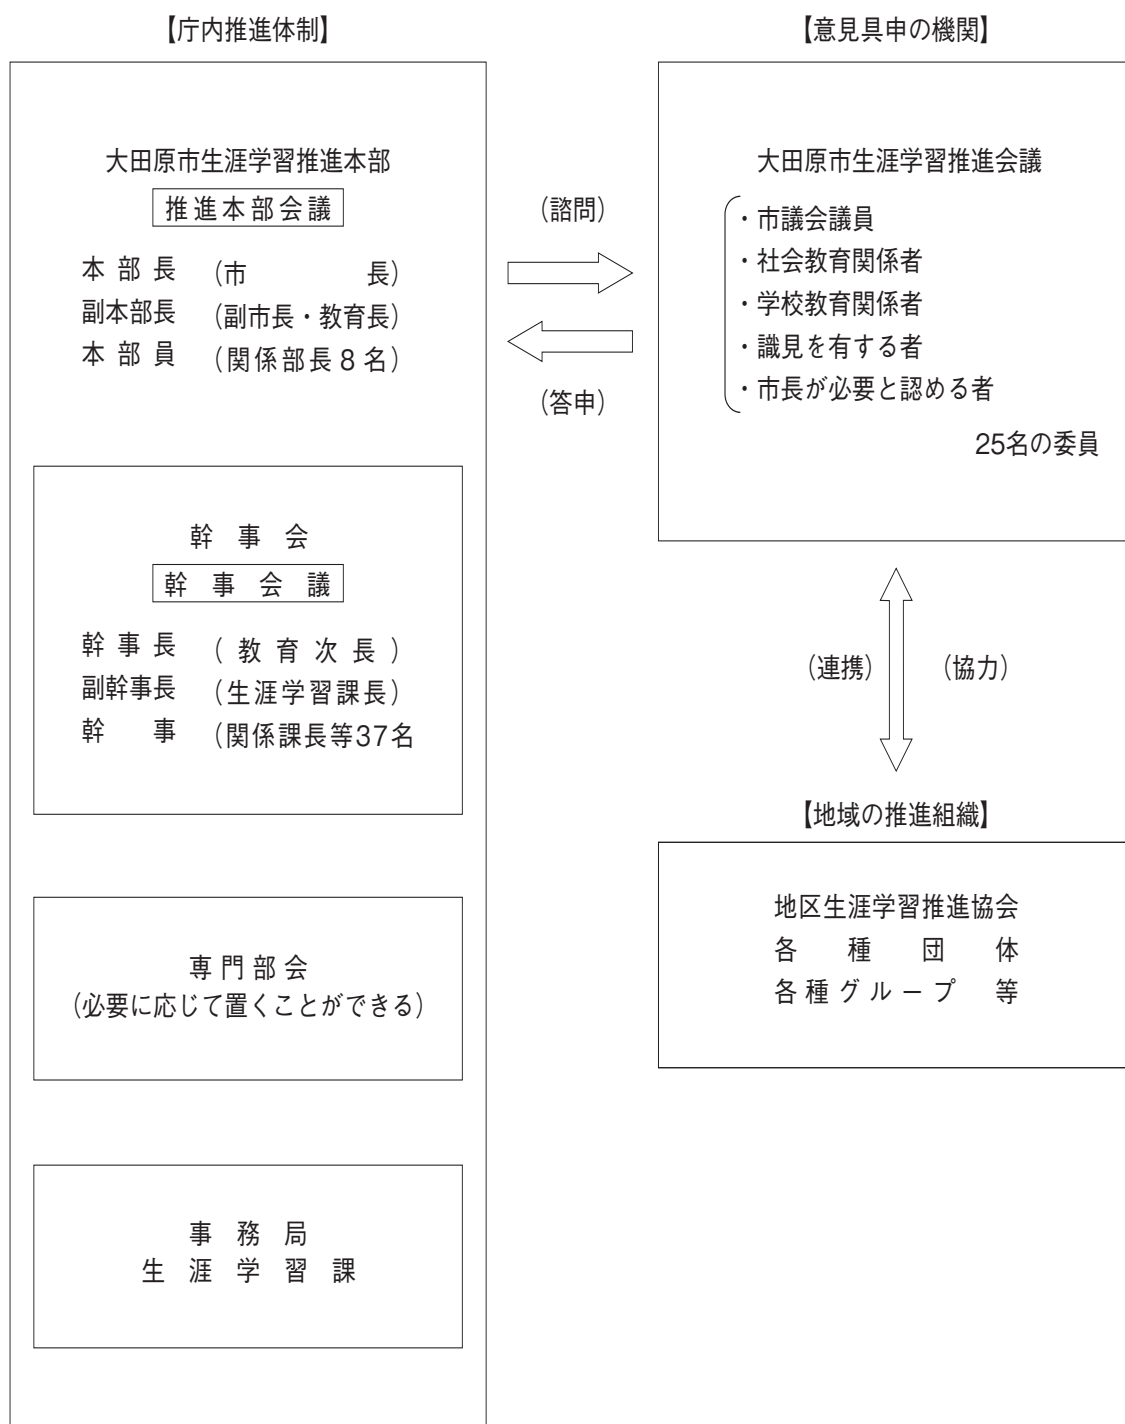 【庁内推進体制】
大田原市生涯学習推進本部
推進本部会議
本部長 (市長)
副本部長 (副市長・教育長)
本部員 (関係部長8名)
幹事会
幹事会議
幹事長 (教育次長)
副幹事長 (生涯学習課長)
幹事 (関係課長等37名
専門部会
(必要に応じて置くことができる)
事務局
生涯学習課
(諮問)
(答申)
【意見具申の機関】
大田原市生涯学習推進会議
・市議会議員
・社会教育関係者
・学校教育関係者
・識見を有する者
・市長が必要と認める者
25名の委員
(連携) (協力)
【地域の推進組織】
地区生涯学習推進協会
各種団体
各種グループ等